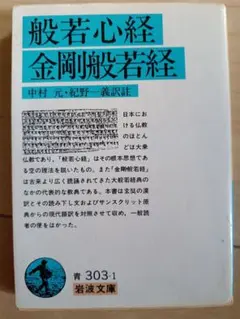 般若心経
金剛般若経
中村 元・紀野一義訳註
日本にお
ける仏教
のほとん
どは大乗
仏教であり,「般若心経」はその根本思想であ
る空の理法を説いたもの.また「金剛般若経」
は古来より広く読誦されてきた大般若経典の
なかの代表的な教典である.本書は玄奘の漢
訳とその読み下し文およびサンスクリット原
典からの現代語訳を対照させて収め,一般読
者の便をはかった.
青 303-1
岩波文庫